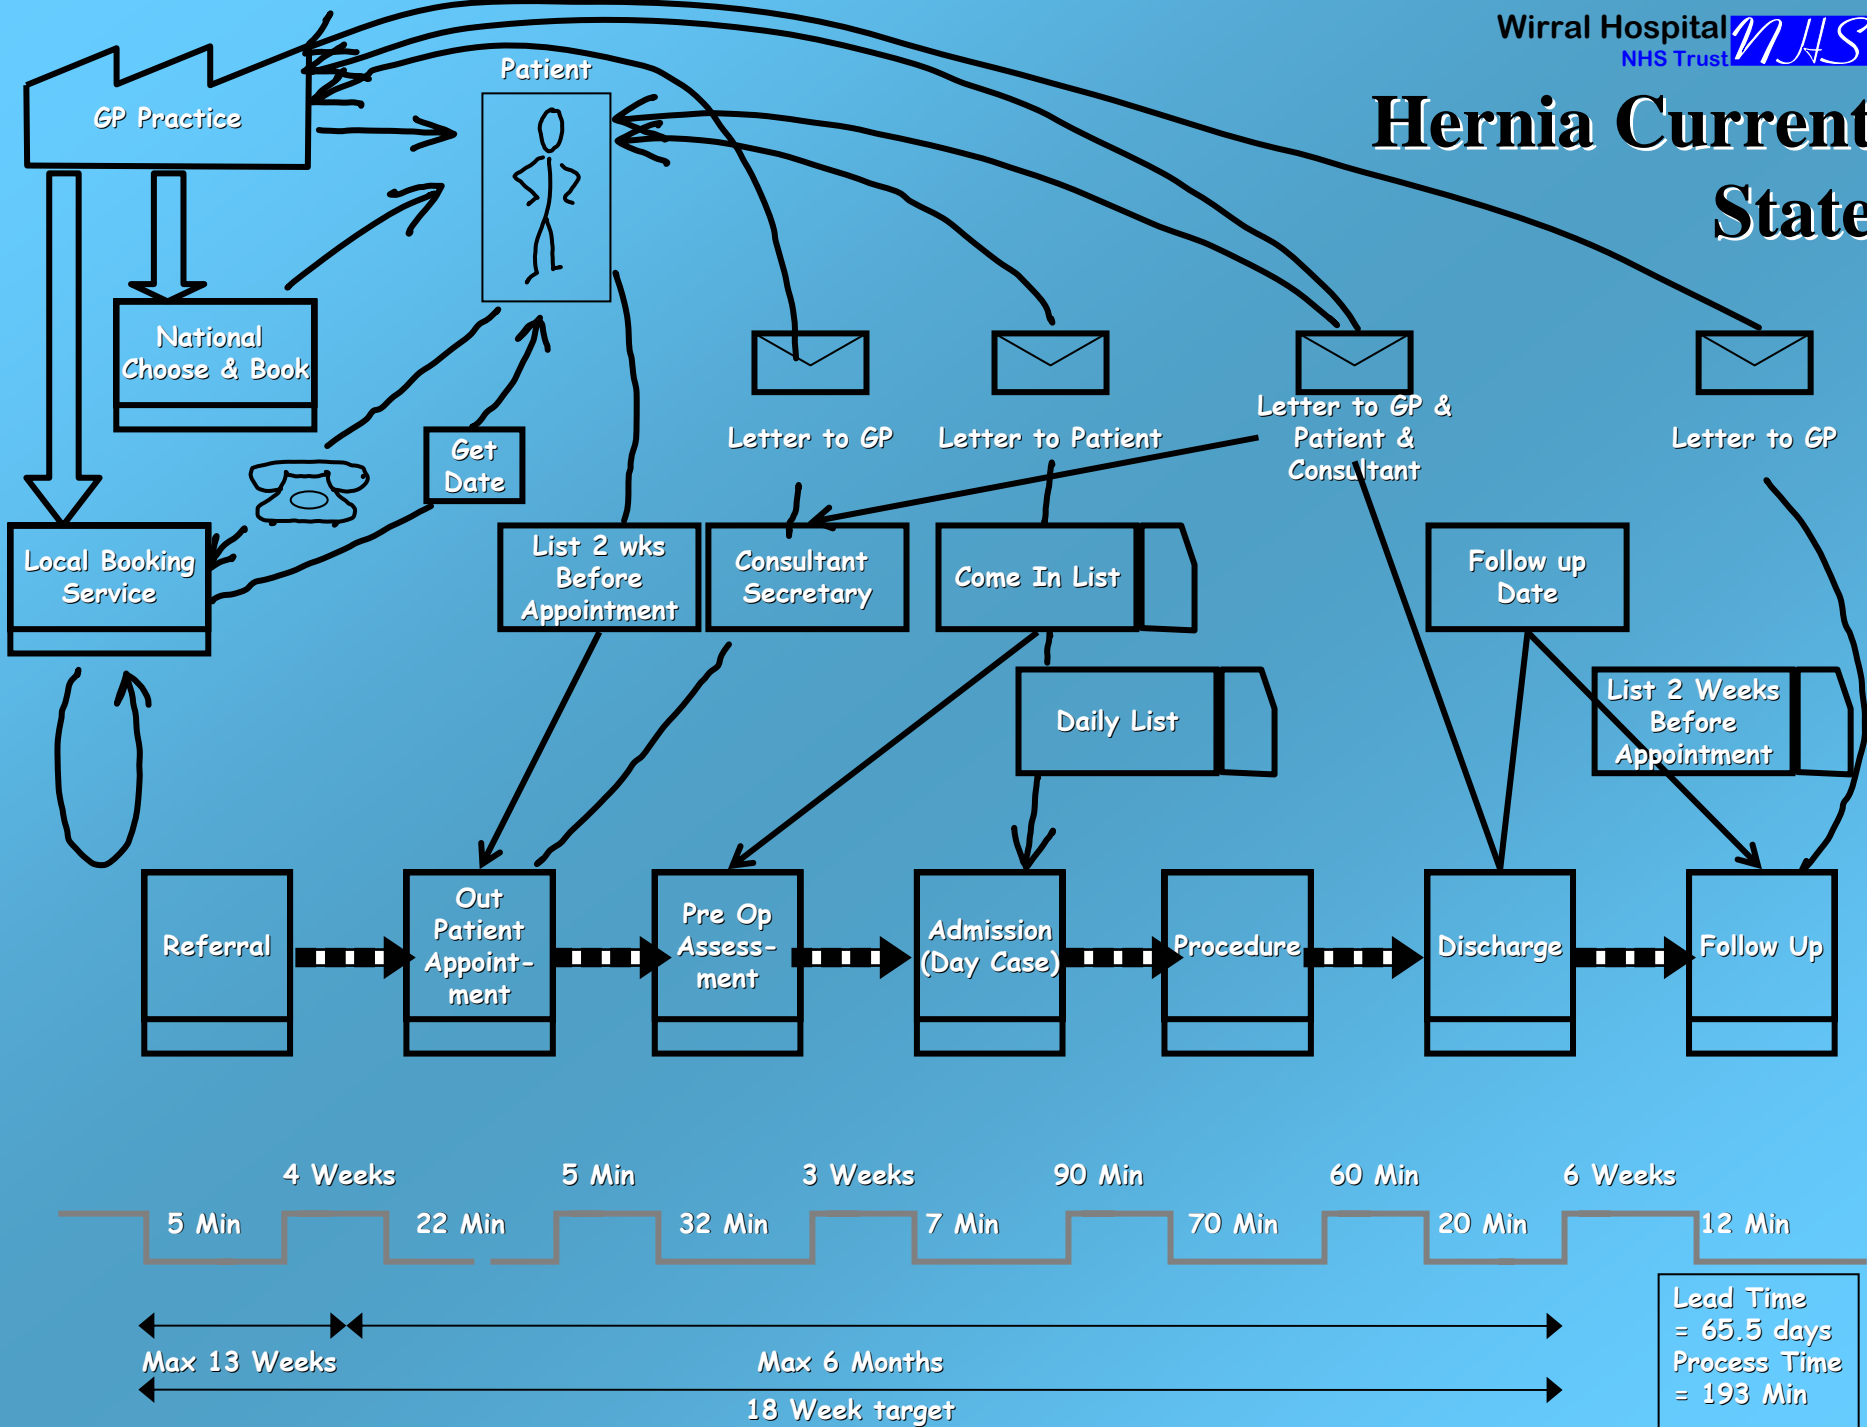 Wirral Hospital
NHS Trust
NHS
Hernia Current
State
Patient
GP Practice
National
Choose & Book
Get
Date
Letter to GP
Letter to Patient
Letter to GP &
Patient &
Consultant
Letter to GP
Local Booking
Service
List 2 wks
Before
Appointment
Consultant
Secretary
Come In List
Follow up
Date
Daily List
List 2 Weeks
Before
Appointment
Referral
Out
Patient
Appoint-
ment
Pre Op
Assess-
ment
Admission
(Day Case)
Procedure
Discharge
Follow Up
4 Weeks
5 Min
3 Weeks
90 Min
60 Min
6 Weeks
5 Min
22 Min
32 Min
7 Min
70 Min
20 Min
12 Min
Lead Time
= 65.5 days
Process Time
= 193 Min
Max 13 Weeks
Max 6 Months
18 Week target